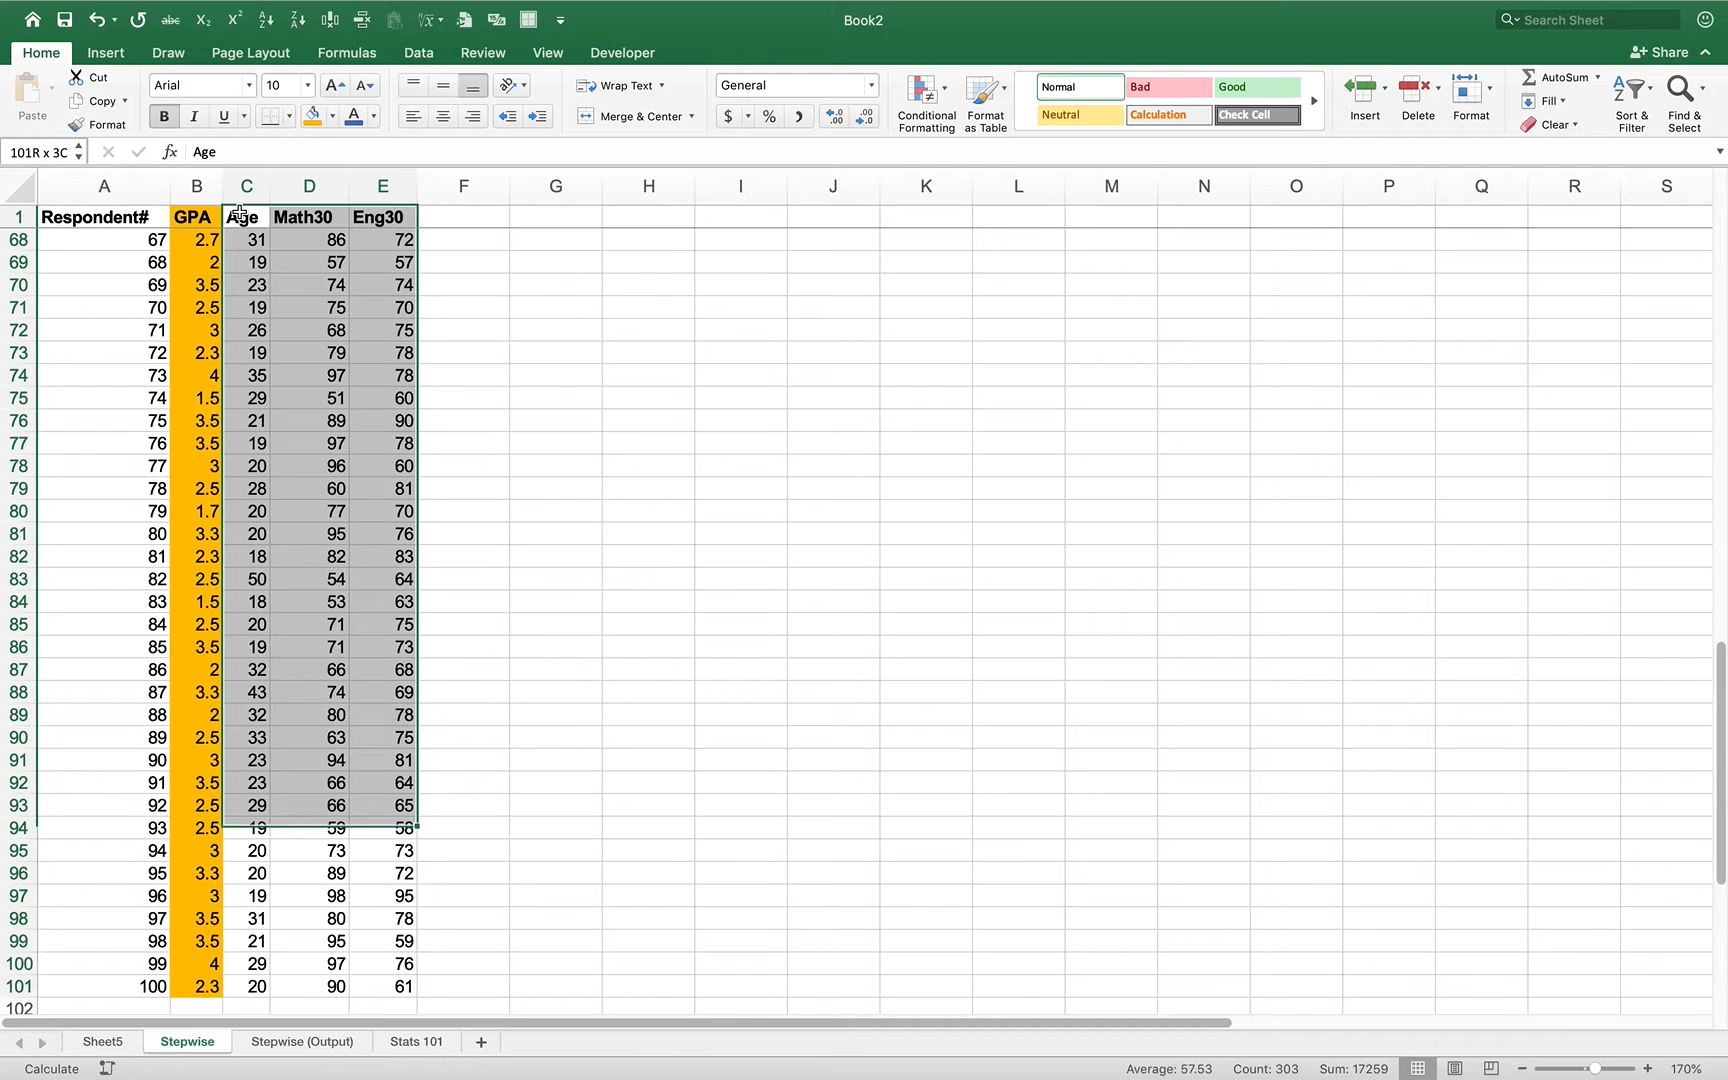 abc X₂ X² Book2 Search Sheet
Home Insert Draw Page Layout Formulas Data Review View Developer Share
Paste Cut Copy Format Arial 10 A A B I U A Wrap Text Merge & Center General $ % Conditional Formatting Format as Table Normal Bad Good Neutral Calculation Check Cell Insert Delete Format AutoSum Fill Clear Sort & Filter Find & Select
101R x 3C fx Age
A B C D E F G H I J K L M N O P Q R S
1 Respondent# GPA Age Math30 Eng30
68 67 2.7 31 86 72
69 68 2 19 57 57
70 69 3.5 23 74 74
71 70 2.5 19 75 70
72 71 3 26 68 75
73 72 2.3 19 79 78
74 73 4 35 97 78
75 74 1.5 29 51 60
76 75 3.5 21 89 90
77 76 3.5 19 97 78
78 77 3 20 96 60
79 78 2.5 28 60 81
80 79 1.7 20 77 70
81 80 3.3 20 95 76
82 81 2.3 18 82 83
83 82 2.5 50 54 64
84 83 1.5 18 53 63
85 84 2.5 20 71 75
86 85 3.5 19 71 73
87 86 2 32 66 68
88 87 3.3 43 74 69
89 88 2 32 80 78
90 89 2.5 33 63 75
91 90 3 23 94 81
92 91 3.5 23 66 64
93 92 2.5 29 66 65
94 93 2.5 19 59 58
95 94 3 20 73 73
96 95 3.3 20 89 72
97 96 3 19 98 95
98 97 3.5 31 80 78
99 98 3.5 21 95 59
100 99 4 29 97 76
101 100 2.3 20 90 61
102
Sheet5 Stepwise Stepwise (Output) Stats 101 +
Calculate Average: 57.53 Count: 303 Sum: 17259 170%